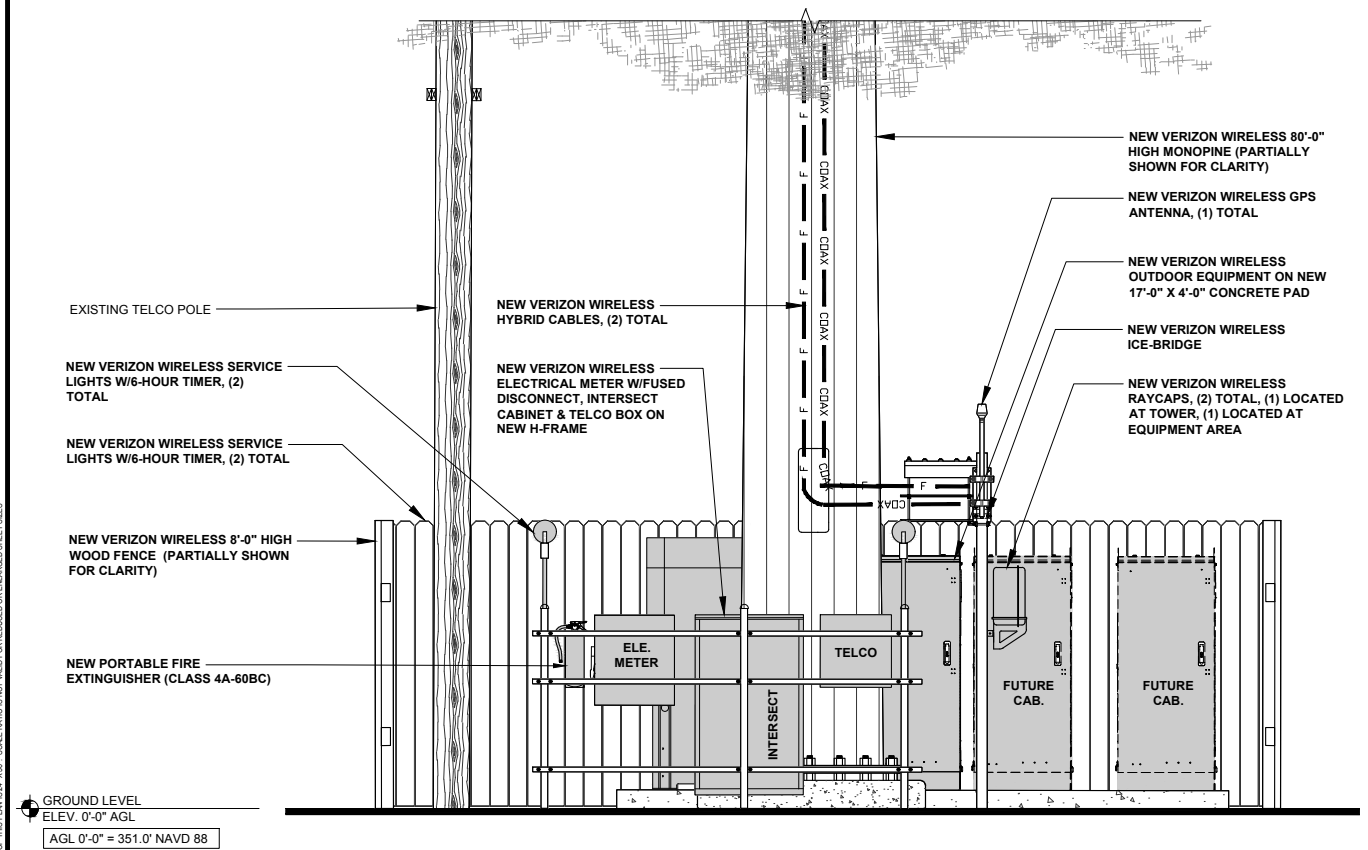 NEW VERIZON WIRELESS 80'-0"
HIGH MONOPINE (PARTIALLY
SHOWN FOR CLARITY)
NEW VERIZON WIRELESS GPS
ANTENNA, (1) TOTAL
NEW VERIZON WIRELESS
OUTDOOR EQUIPMENT ON NEW
17'-0" X 4'-0" CONCRETE PAD
NEW VERIZON WIRELESS
ICE-BRIDGE
NEW VERIZON WIRELESS
RAYCAPS, (2) TOTAL, (1) LOCATED
AT TOWER, (1) LOCATED AT
EQUIPMENT AREA
EXISTING TELCO POLE
NEW VERIZON WIRELESS SERVICE
LIGHTS W/6-HOUR TIMER, (2)
TOTAL
NEW VERIZON WIRELESS SERVICE
LIGHTS W/6-HOUR TIMER, (2) TOTAL
NEW VERIZON WIRELESS 8'-0" HIGH
WOOD FENCE (PARTIALLY SHOWN
FOR CLARITY)
NEW PORTABLE FIRE
EXTINGUISHER (CLASS 4A-60BC)
NEW VERIZON WIRELESS
HYBRID CABLES, (2) TOTAL
NEW VERIZON WIRELESS
ELECTRICAL METER W/FUSED
DISCONNECT, INTERSECT
CABINET & TELCO BOX ON
NEW H-FRAME
F
F
F
F
F
F
F
COAX
COAX
COAX
COAX
COAX
COAX
F
F
COAX
ELE.
METER
INTERSECT
TELCO
FUTURE
CAB.
FUTURE
CAB.
GROUND LEVEL
ELEV. 0'-0" AGL
AGL 0'-0" = 351.0' NAVD 88